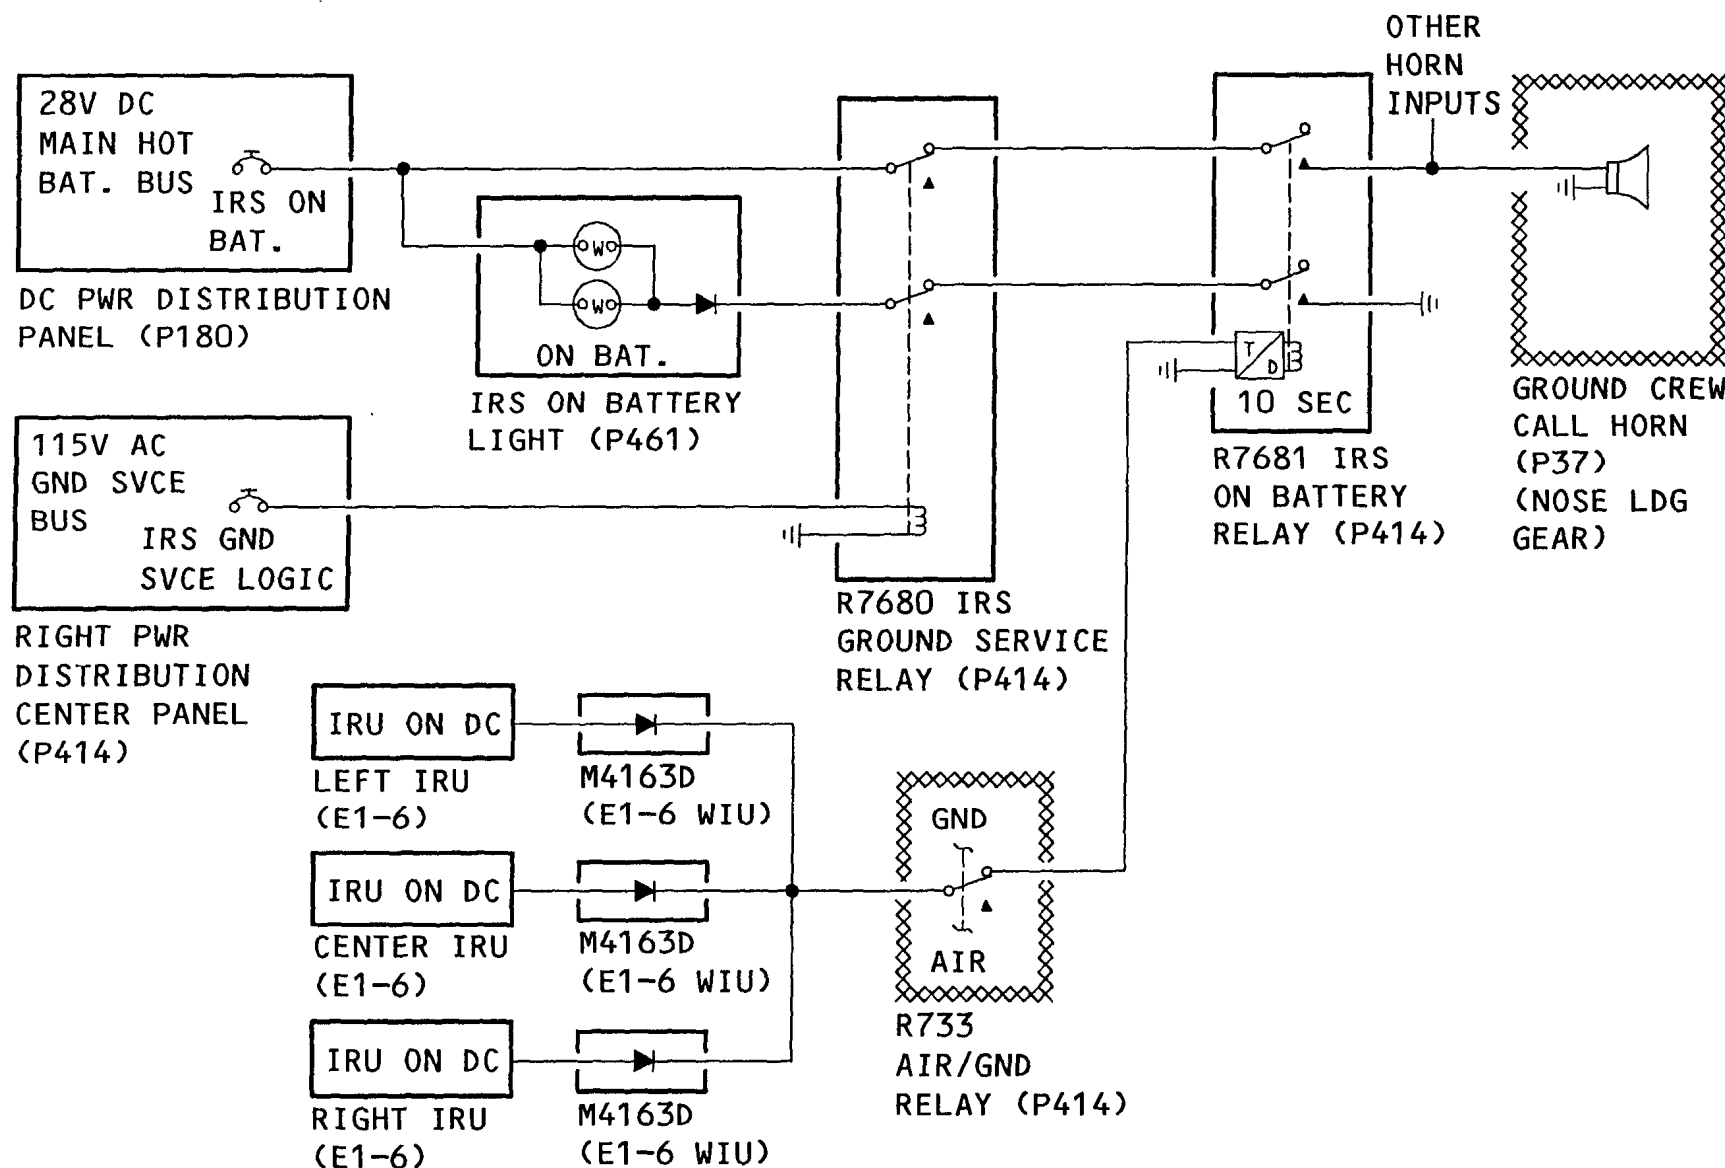 28V DC
MAIN HOT
BAT. BUS
IRS ON
BAT.
DC PWR DISTRIBUTION
PANEL (P180)
W
W
ON BAT.
IRS ON BATTERY
LIGHT (P461)
115V AC
GND SVCE
BUS
IRS GND
SVCE LOGIC
RIGHT PWR
DISTRIBUTION
CENTER PANEL
(P414)
R7680 IRS
GROUND SERVICE
RELAY (P414)
T
D
10 SEC
R7681 IRS
ON BATTERY
RELAY (P414)
OTHER
HORN
INPUTS
GROUND CREW
CALL HORN
(P37)
(NOSE LDG
GEAR)
IRU ON DC
LEFT IRU
(E1-6)
M4163D
(E1-6 WIU)
IRU ON DC
CENTER IRU
(E1-6)
M4163D
(E1-6 WIU)
IRU ON DC
RIGHT IRU
(E1-6)
M4163D
(E1-6 WIU)
GND
AIR
R733
AIR/GND
RELAY (P414)